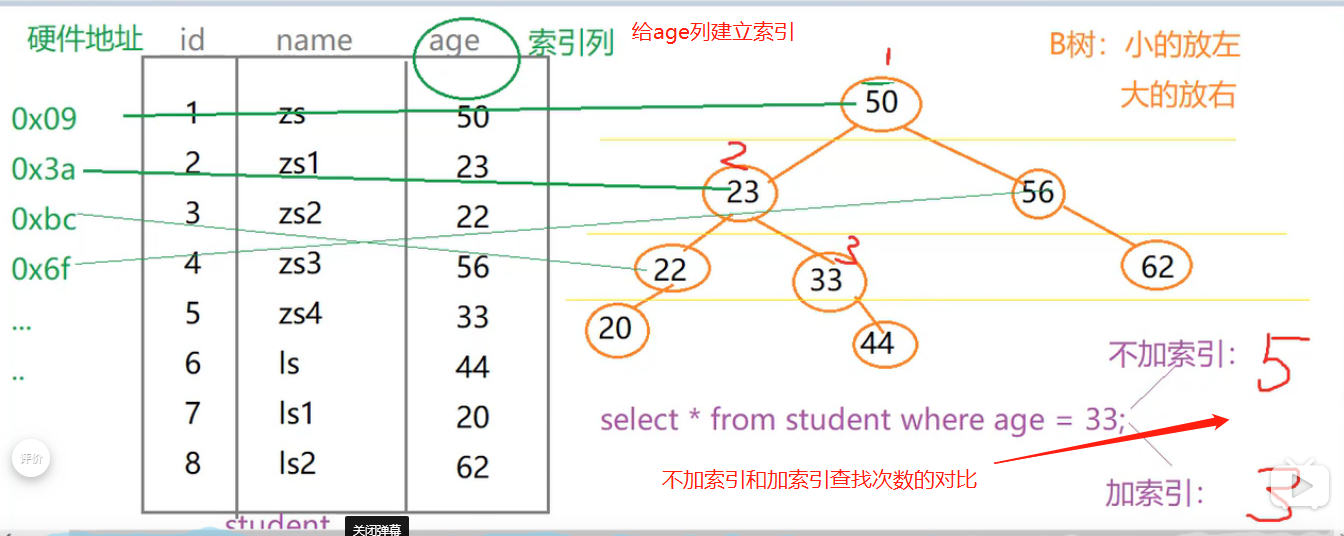 硬件地址 id name age 索引列 给age列建立索引 B树：小的放左
大的放右
1
0x09 1 zs 50 50
0x3a 2 zs1 23 2 23 56
0xbc 3 zs2 22
0x6f 4 zs3 56 22 33 3 62
... 5 zs4 33 20 44
.. 6 ls 44 不加索引： 5
7 ls1 20 select * from student where age = 33;
8 ls2 62 不加索引和加索引查找次数的对比
加索引： 3
评价
student
关闭弹幕